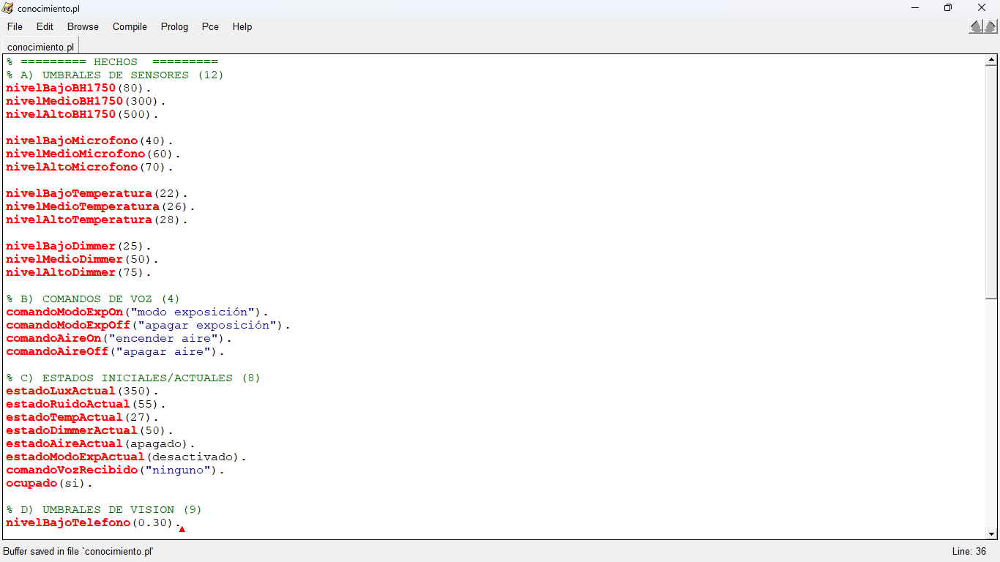 conocimiento.pl
File Edit Browse Compile Prolog Pce Help
conocimiento.pl
% ========= HECHOS  =========
% A) UMBRALES DE SENSORES (12)
nivelBajoBH1750(80).
nivelMedioBH1750(300).
nivelAltoBH1750(500).
nivelBajoMicrofono(40).
nivelMedioMicrofono(60).
nivelAltoMicrofono(70).
nivelBajoTemperatura(22).
nivelMedioTemperatura(26).
nivelAltoTemperatura(28).
nivelBajoDimmer(25).
nivelMedioDimmer(50).
nivelAltoDimmer(75).
% B) COMANDOS DE VOZ (4)
comandoModoExpOn("modo exposición").
comandoModoExpOff("apagar exposición").
comandoAireOn("encender aire").
comandoAireOff("apagar aire").
% C) ESTADOS INICIALES/ACTUALES (8)
estadoLuxActual(350).
estadoRuidoActual(55).
estadoTempActual(27).
estadoDimmerActual(50).
estadoAireActual(apagado).
estadoModoExpActual(desactivado).
comandoVozRecibido("ninguno").
ocupado(si).
% D) UMBRALES DE VISION (9)
nivelBajoTelefono(0.30).
Buffer saved in file `conocimiento.pl' Line: 36